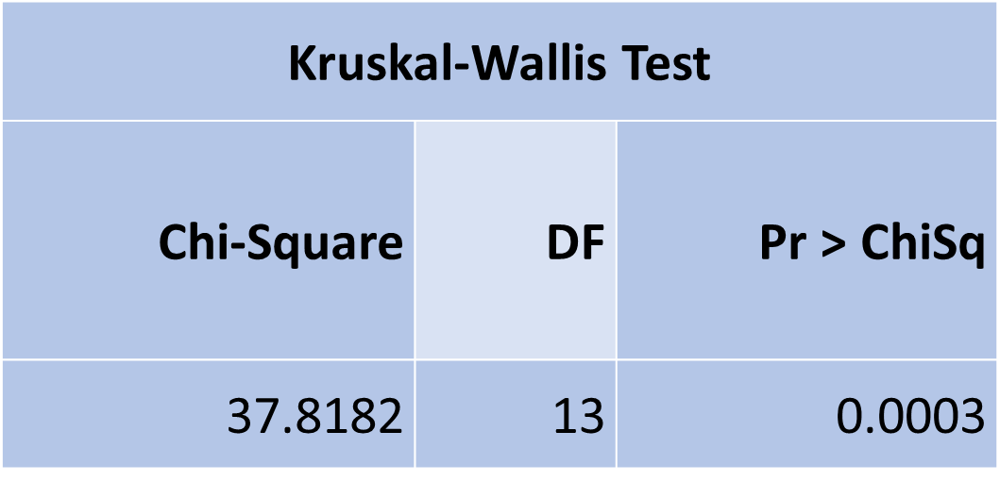 Kruskal-Wallis Test
Chi-Square DF Pr > ChiSq
37.8182 13 0.0003